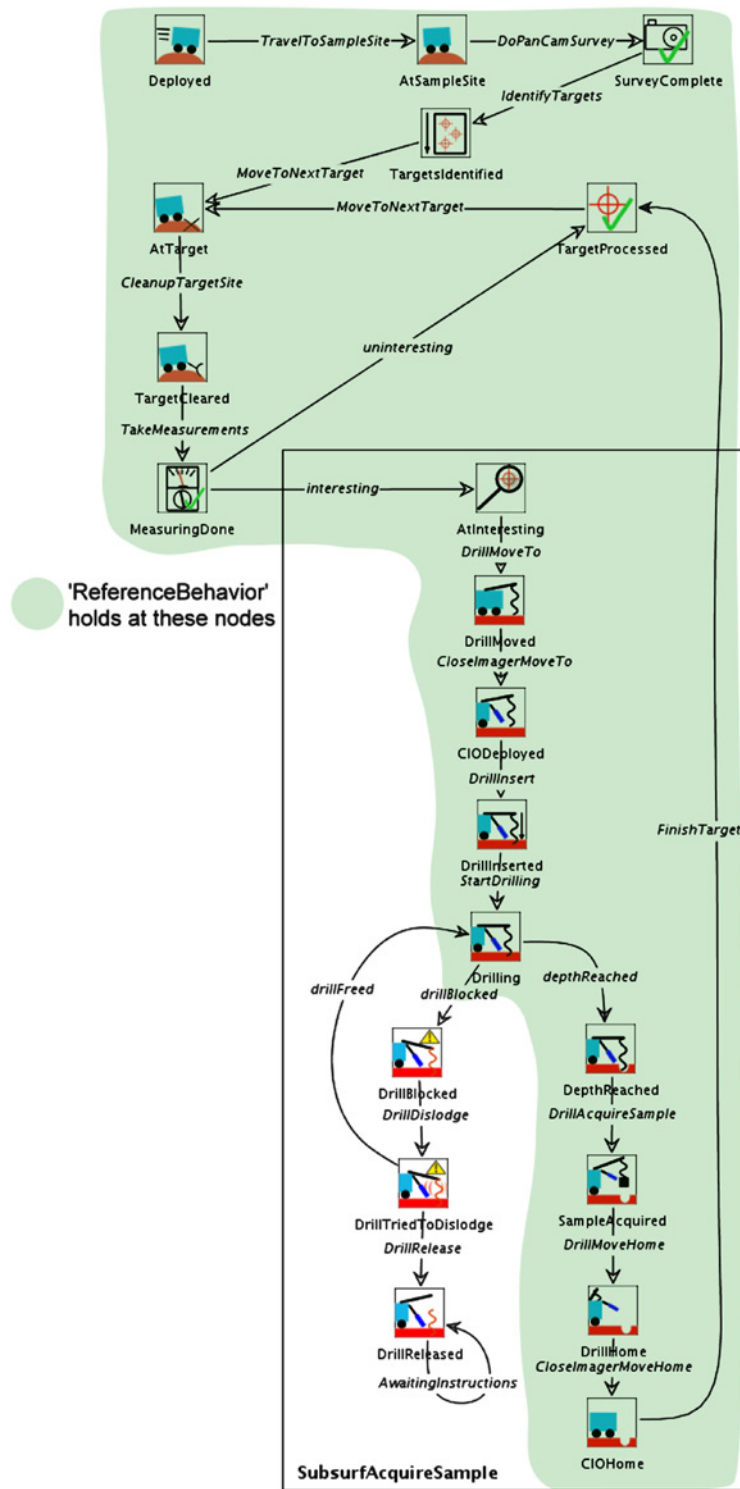 TravelToSampleSite
DoPanCamSurvey
Deployed
AtSampleSite
SurveyComplete
IdentifyTargets
TargetsIdentified
MoveToNextTarget
MoveToNextTarget
AtTarget
TargetProcessed
CleanupTargetSite
uninteresting
TargetCleared
TakeMeasurements
interesting
MeasuringDone
AtInteresting
DrillMoveTo
'ReferenceBehavior'
holds at these nodes
DrillMoved
CloseImagerMoveTo
CIODeployed
DrillInsert
FinishTarget
DrillInserted
StartDrilling
Drilling
drillFreed
drillBlocked
depthReached
DrillBlocked
DrillDislodge
DepthReached
DrillAcquireSample
DrillTriedToDislodge
DrillRelease
SampleAcquired
DrillMoveHome
DrillReleased
AwaitingInstructions
DrillHome
CloseImagerMoveHome
CIOHome
SubsurfAcquireSample